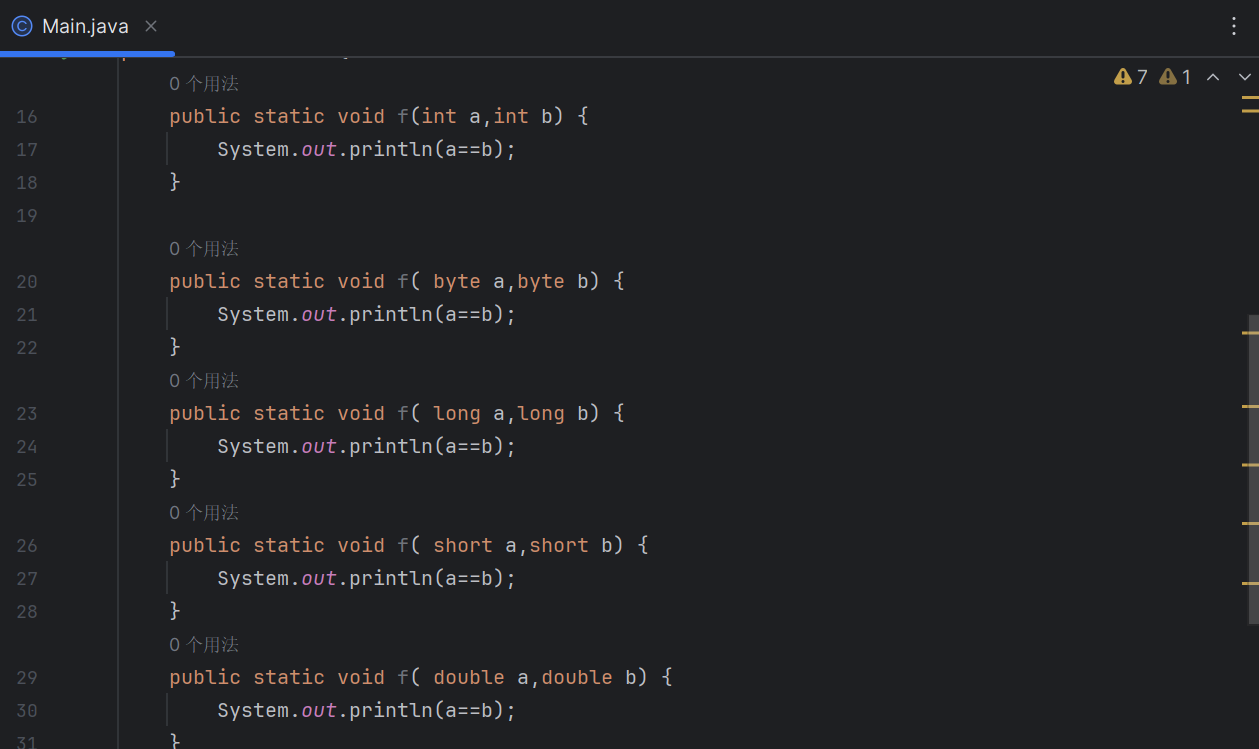 Main.java
7 1
0 个用法
16 public static void f(int a,int b) {
17 System.out.println(a==b);
18 }
19
0 个用法
20 public static void f( byte a,byte b) {
21 System.out.println(a==b);
22 }
0 个用法
23 public static void f( long a,long b) {
24 System.out.println(a==b);
25 }
0 个用法
26 public static void f( short a,short b) {
27 System.out.println(a==b);
28 }
0 个用法
29 public static void f( double a,double b) {
30 System.out.println(a==b);
31 }